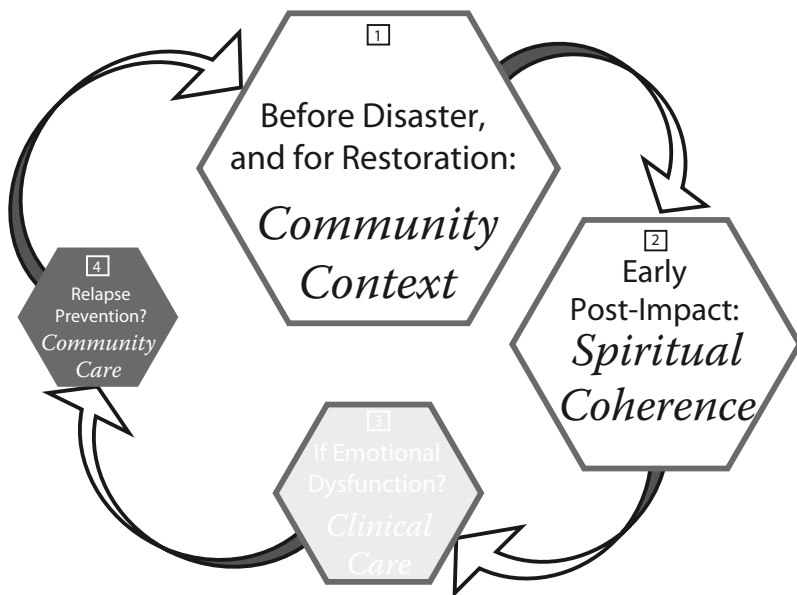 1
Before Disaster,
and for Restoration:
Community
Context
2
Early
Post-Impact:
Spiritual
Coherence
3
If Emotional
Dysfunction?
Clinical
Care
4
Relapse
Prevention?
Community
Care